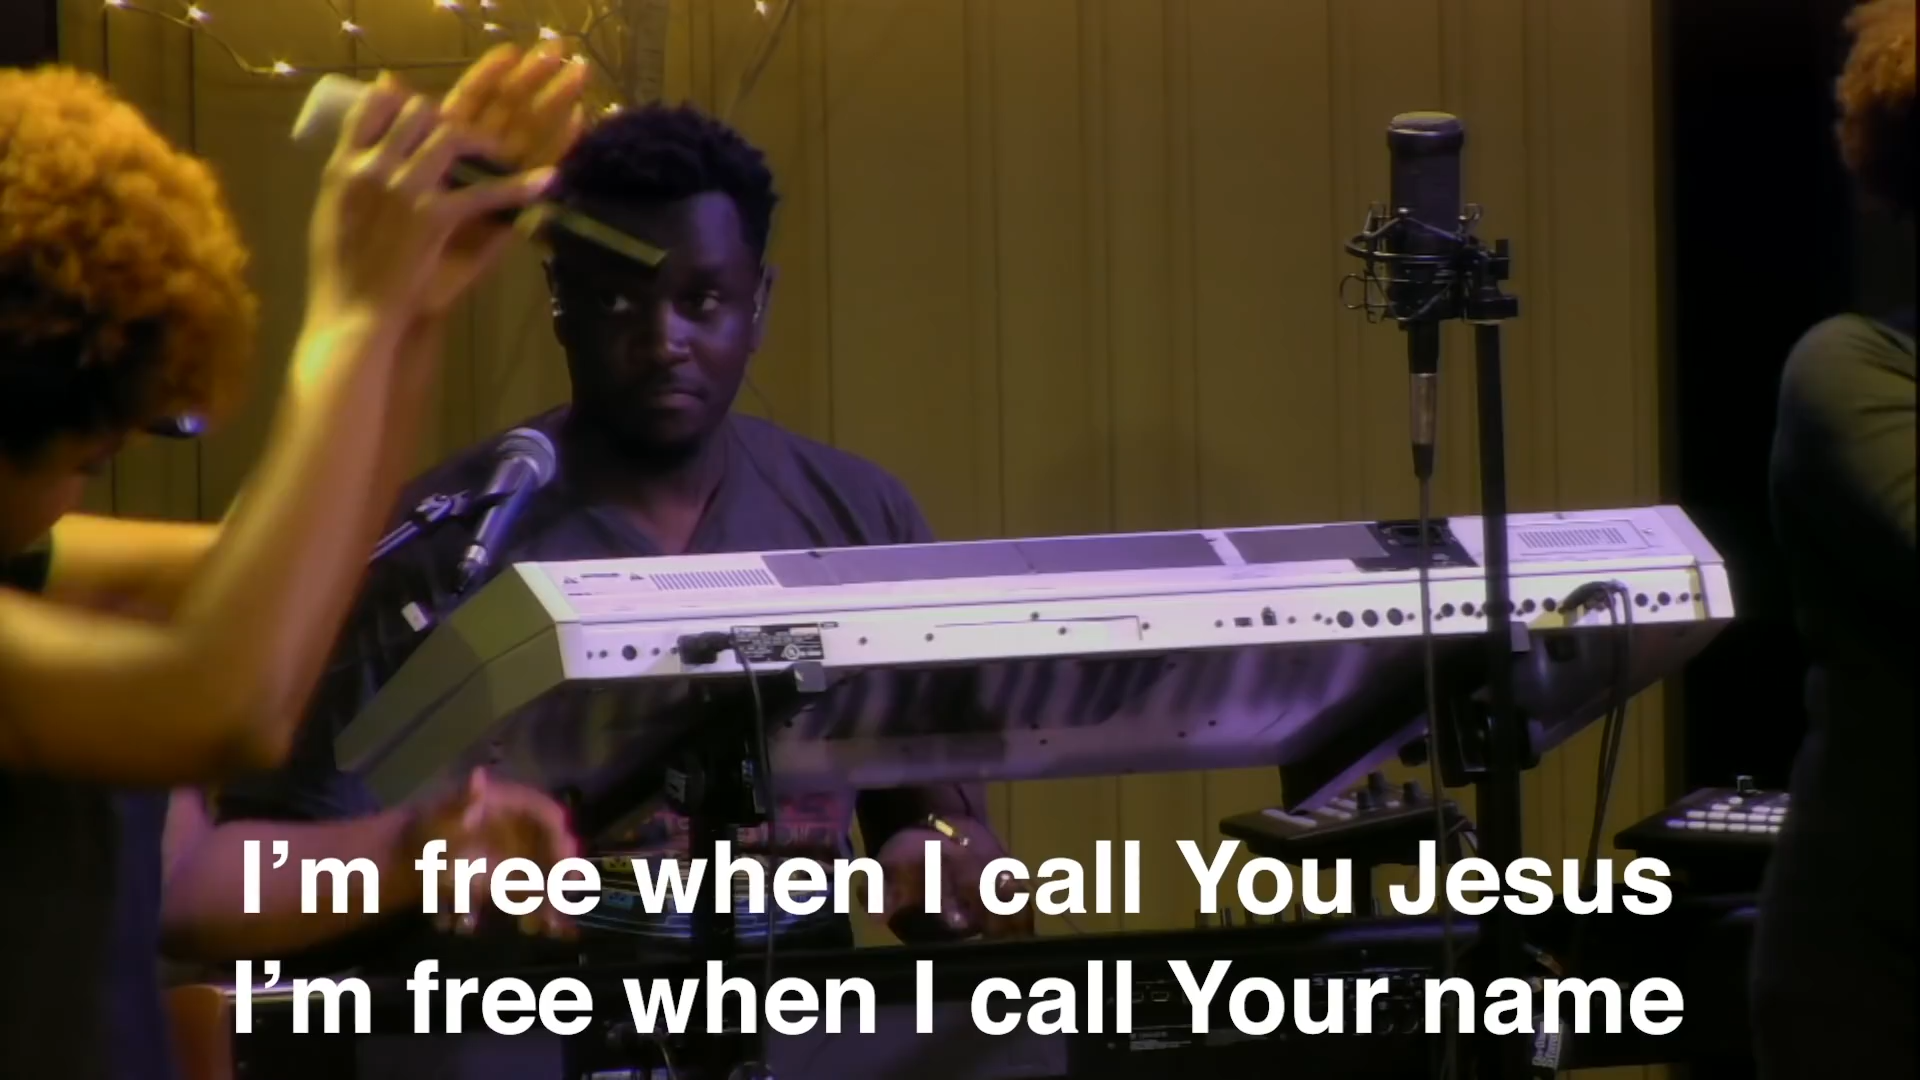 I’m free when I call You Jesus
I’m free when I call Your name